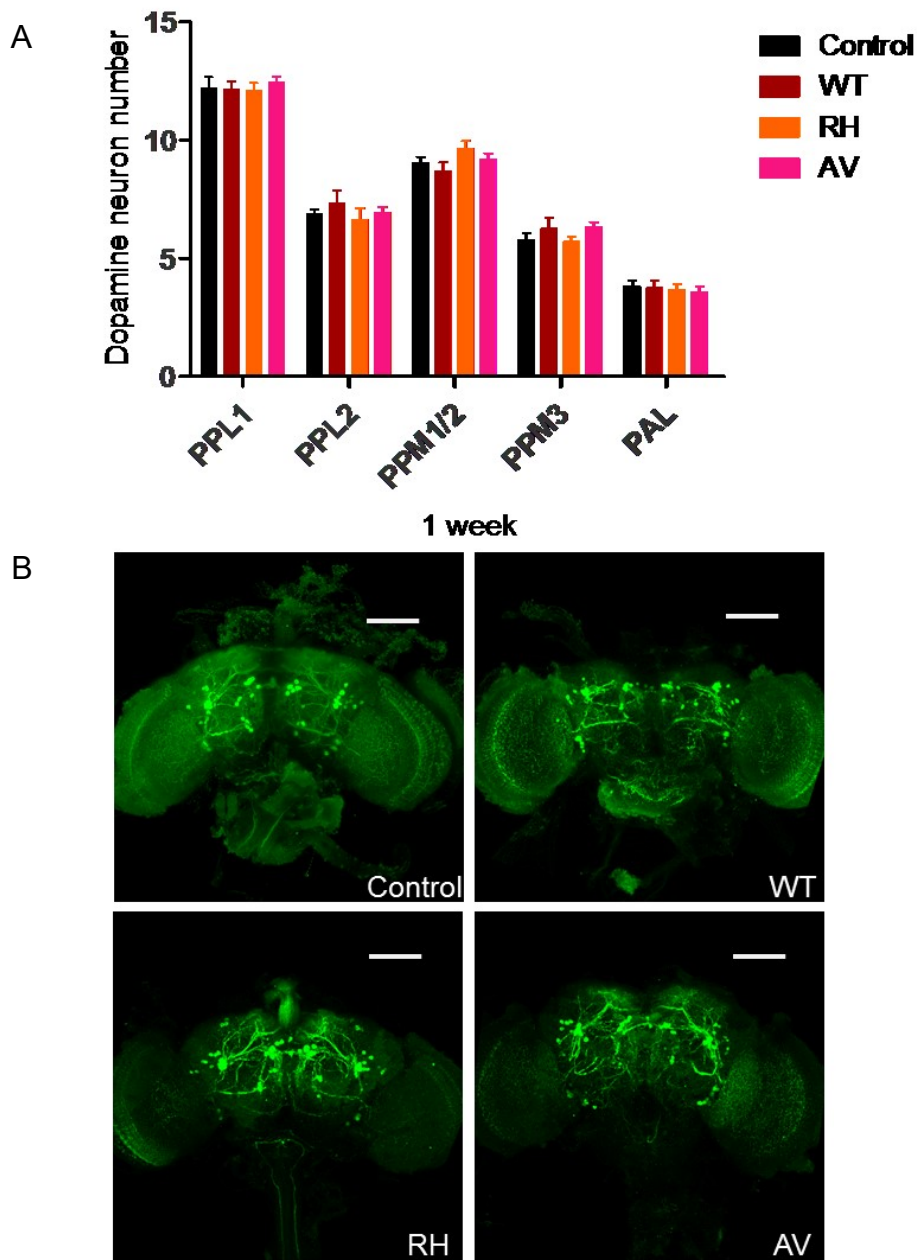 A
Dopamine neuron number
15
10
5
0
Control
WT
RH
AV
PPL1
PPL2
PPM1/2
PPM3
PAL
1 week
B
Control
WT
RH
AV